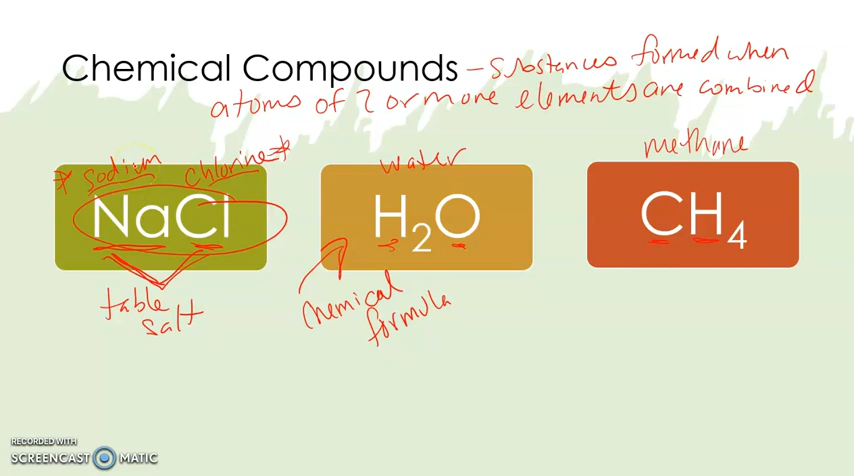 Chemical Compounds - substances formed when
atoms of 2 or more elements are combined
* sodium chlorine *
NaCl
table
salt
water
H₂O
chemical
formula
methane
CH₄
RECORDED WITH
SCREENCAST MATIC